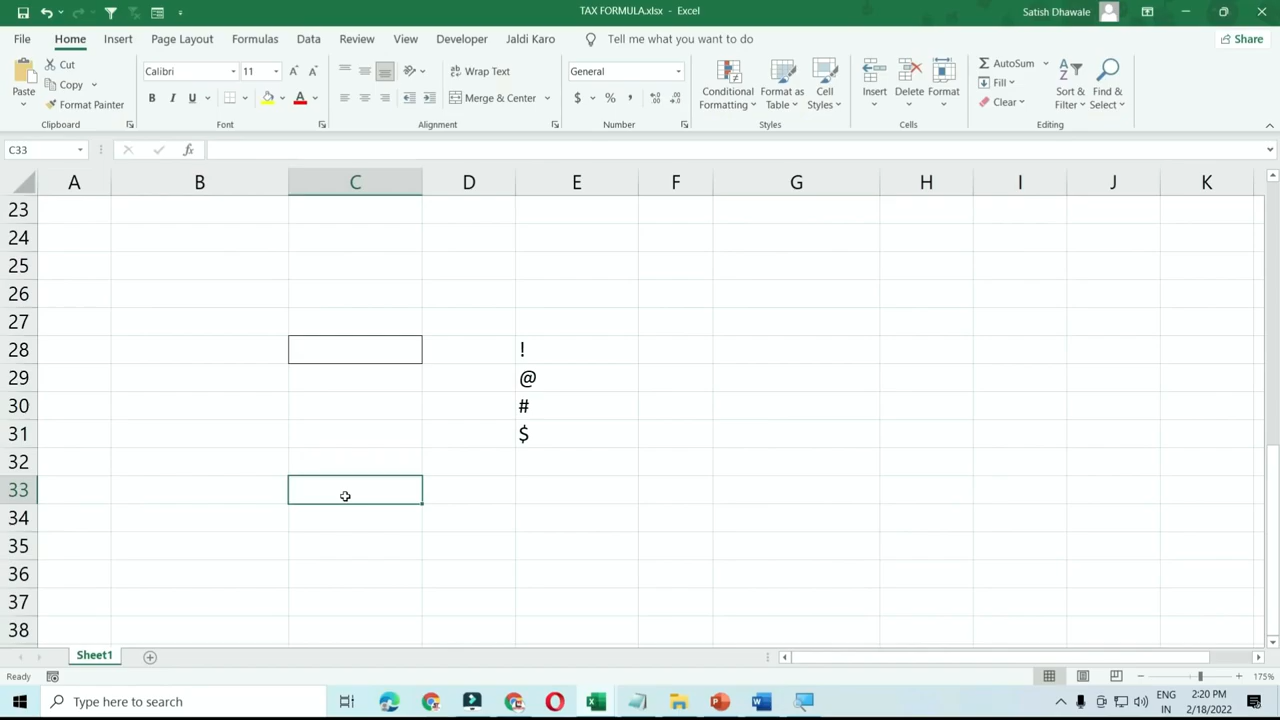 TAX FORMULA.xlsx - Excel
Satish Dhawale
File Home Insert Page Layout Formulas Data Review View Developer Jaldi Karo Tell me what you want to do Share
Paste
Cut
Copy
Format Painter
Clipboard
Calibri 11
B I U A
Font
Wrap Text
Merge & Center
Alignment
General
$ % ,
Number
Conditional Formatting
Format as Table
Cell Styles
Styles
Insert
Delete
Format
Cells
AutoSum
Fill
Clear
Sort & Filter
Find & Select
Editing
C33 fx
A B C D E F G H I J K
23
24
25
26
27
28 !
29 @
30 #
31 $
32
33
34
35
36
37
38
Sheet1
Ready 175%
Type here to search
ENG
IN
2:20 PM
2/18/2022